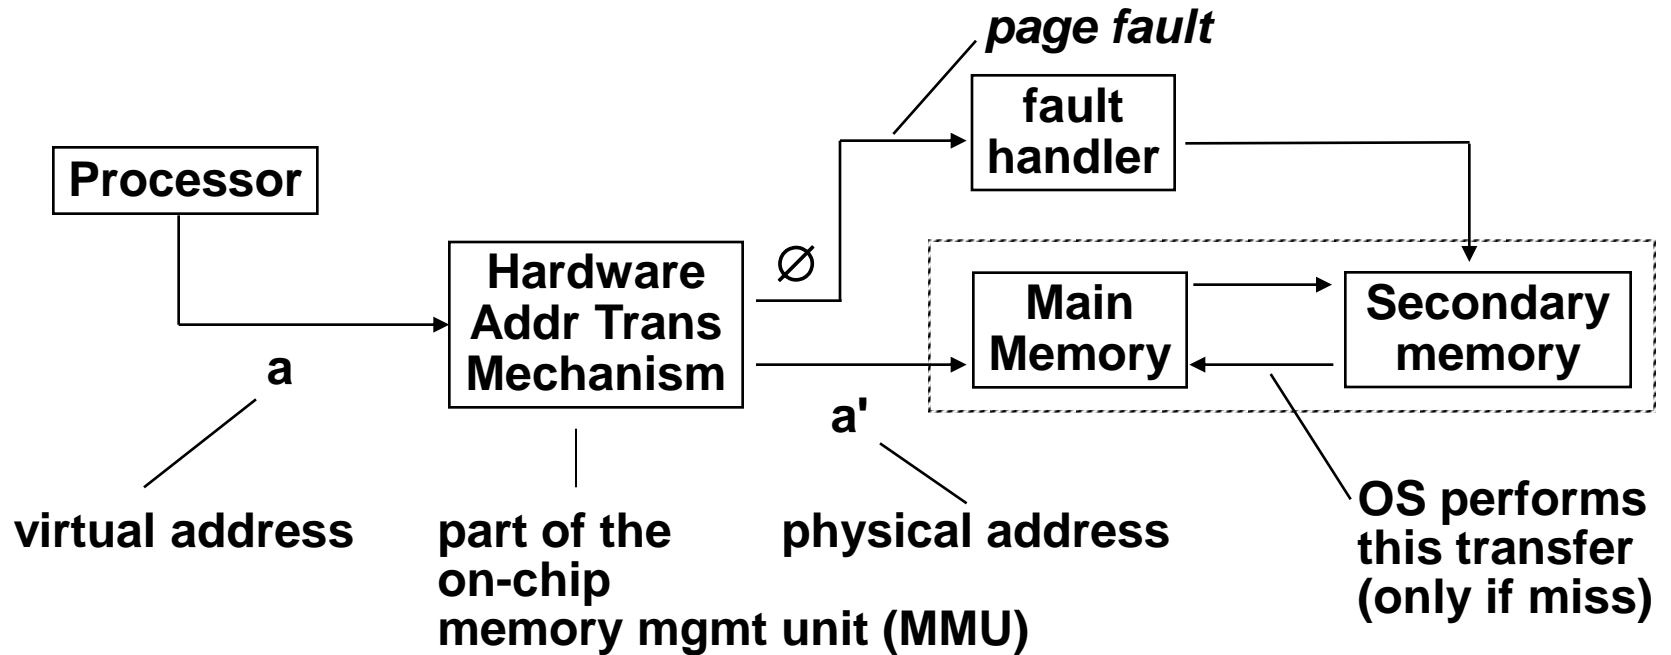 page fault
fault
handler
Processor
Hardware
Addr Trans
Mechanism
∅
Main
Memory
Secondary
memory
a
a'
virtual address
part of the
on-chip
memory mgmt unit (MMU)
physical address
OS performs
this transfer
(only if miss)